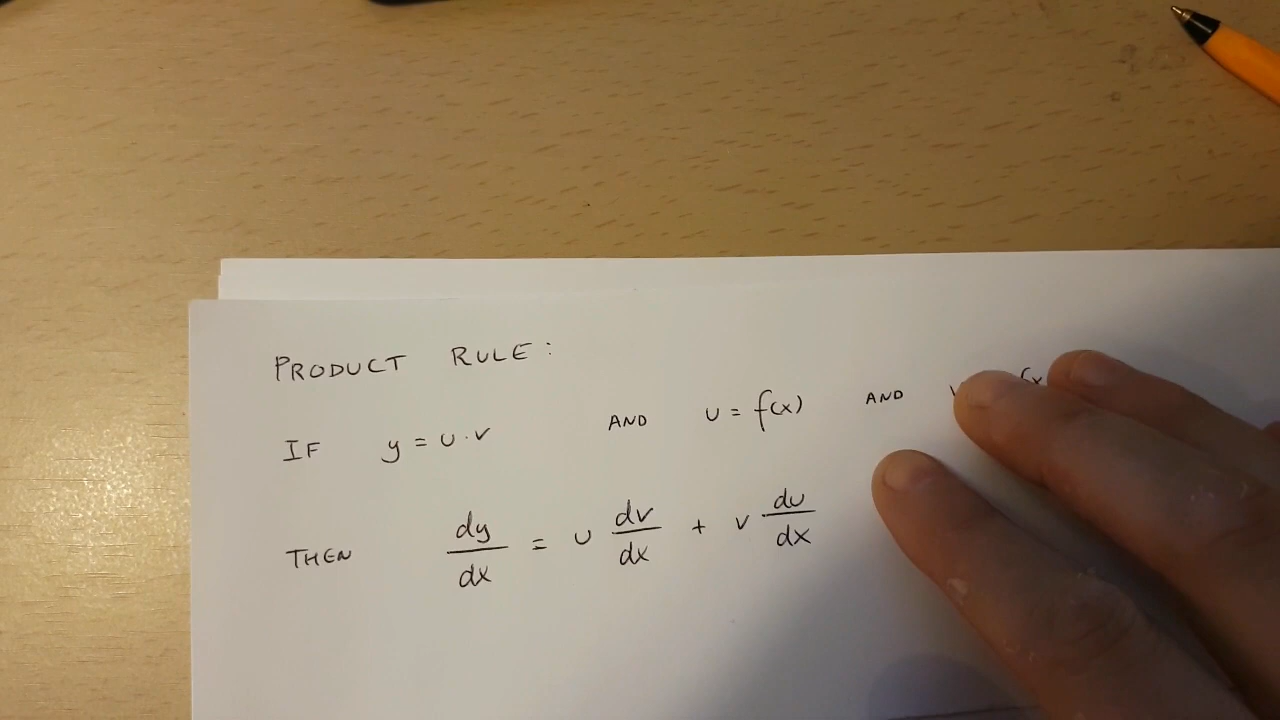 PRODUCT RULE:
IF y = u · v AND u = f(x) AND
THEN dy/dx = u dv/dx + v du/dx